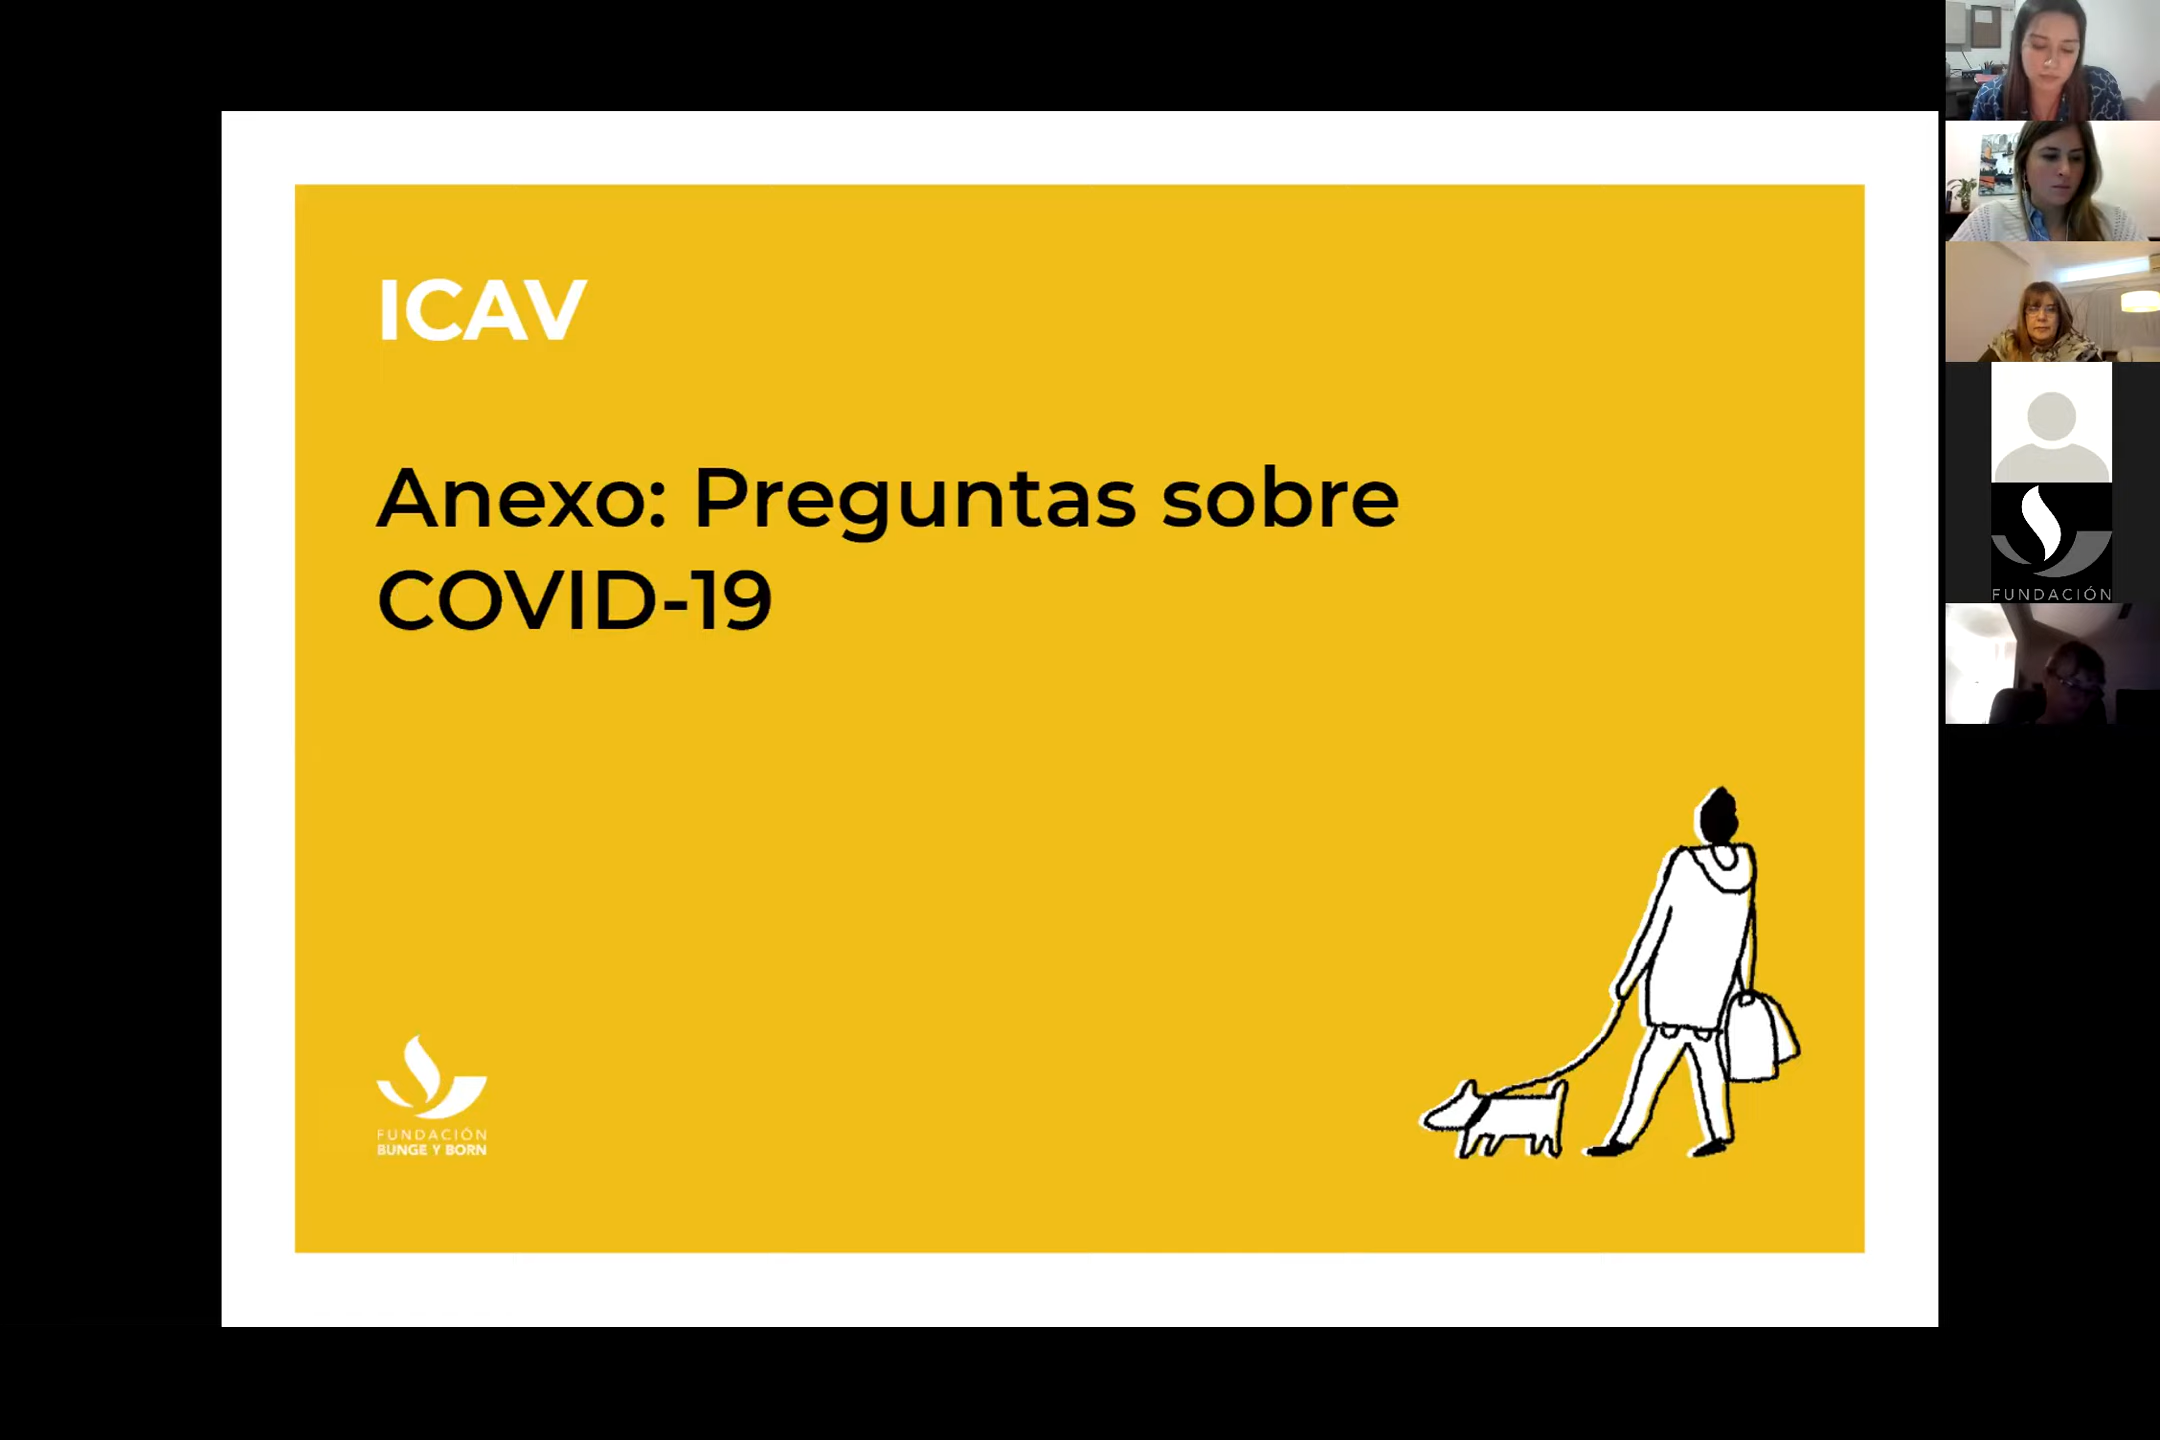 ICAV
Anexo: Preguntas sobre
COVID-19
FUNDACIÓN
BUNGE Y BORN
FUNDACIÓN